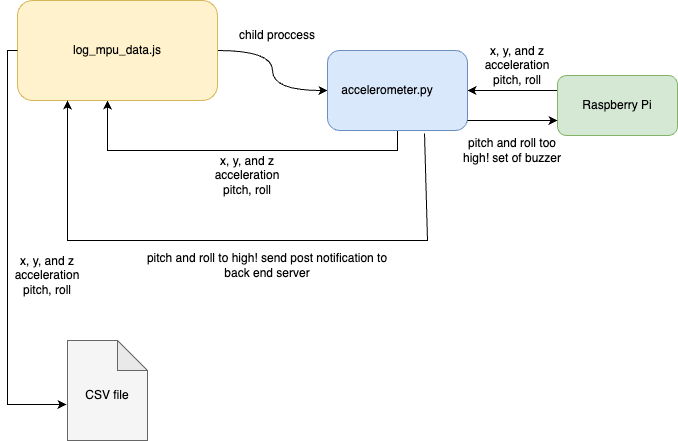 log_mpu_data.js
child proccess
accelerometer.py
x, y, and z
acceleration
pitch, roll
Raspberry Pi
pitch and roll too
high! set of buzzer
x, y, and z
acceleration
pitch, roll
pitch and roll to high! send post notification to
back end server
x, y, and z
acceleration
pitch, roll
CSV file